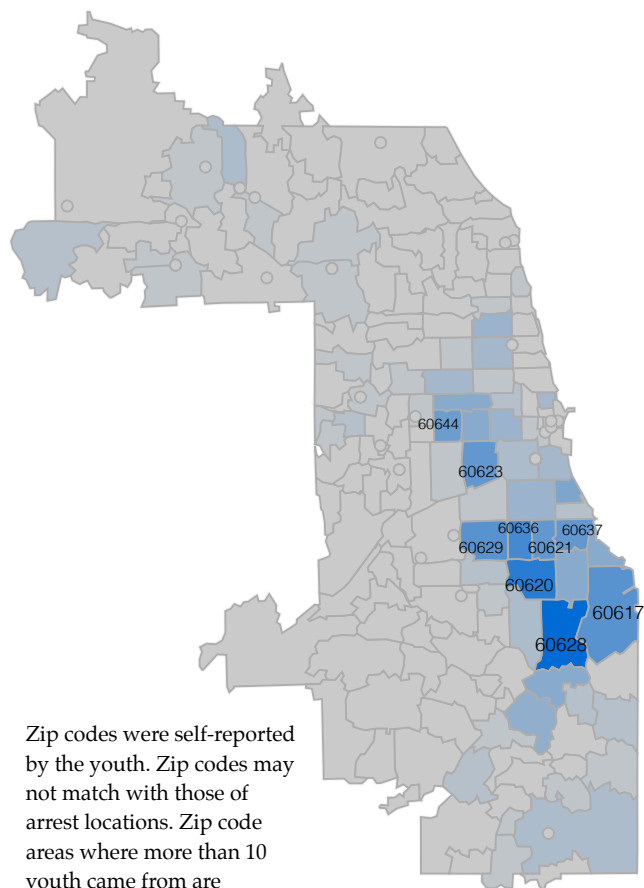 60644
60623
60636
60637
60629
60621
60620
60617
60628
Zip codes were self-reported
by the youth. Zip codes may
not match with those of
arrest locations. Zip code
areas where more than 10
youth came from are